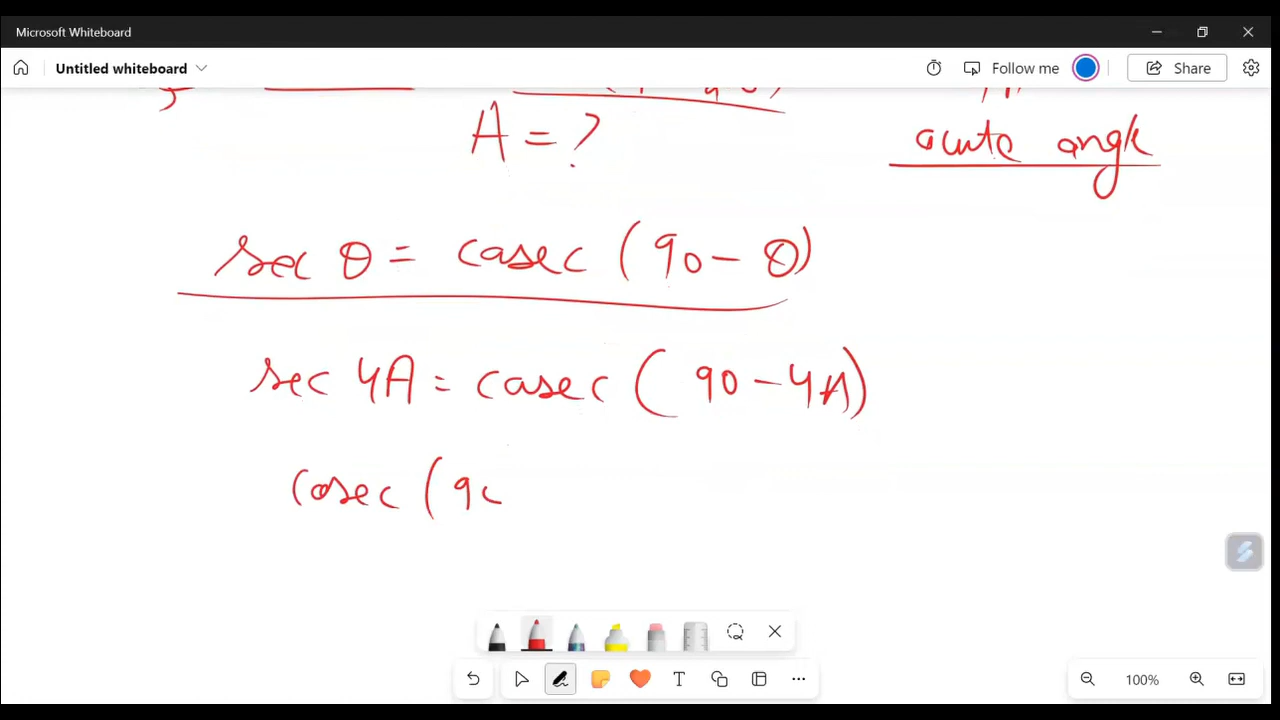 Microsoft Whiteboard
Untitled whiteboard
Follow me
Share
A = ?
acute angle
sec θ = cosec (90 - θ)
sec 4A = cosec (90 - 4A)
cosec (90
100%